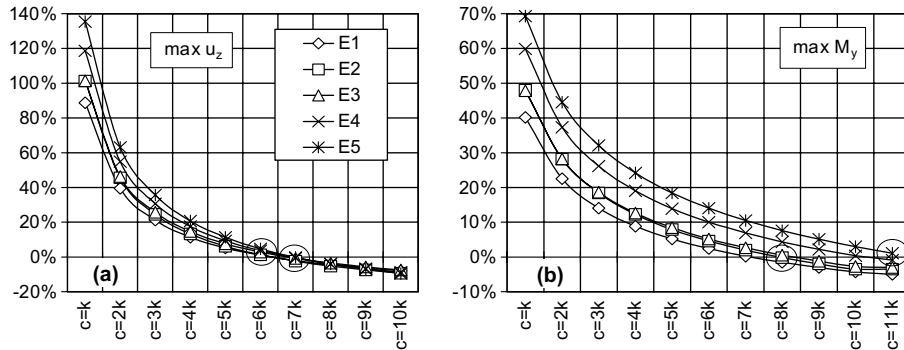 140%
120%
100%
80%
60%
40%
20%
0%
-20%
max u_z
E1
E2
E3
E4
E5
(a)
c=k
c=2k
c=3k
c=4k
c=5k
c=6k
c=7k
c=8k
c=9k
c=10k
70%
60%
50%
40%
30%
20%
10%
0%
-10%
max M_y
(b)
c=k
c=2k
c=3k
c=4k
c=5k
c=6k
c=7k
c=8k
c=9k
c=10k
c=11k